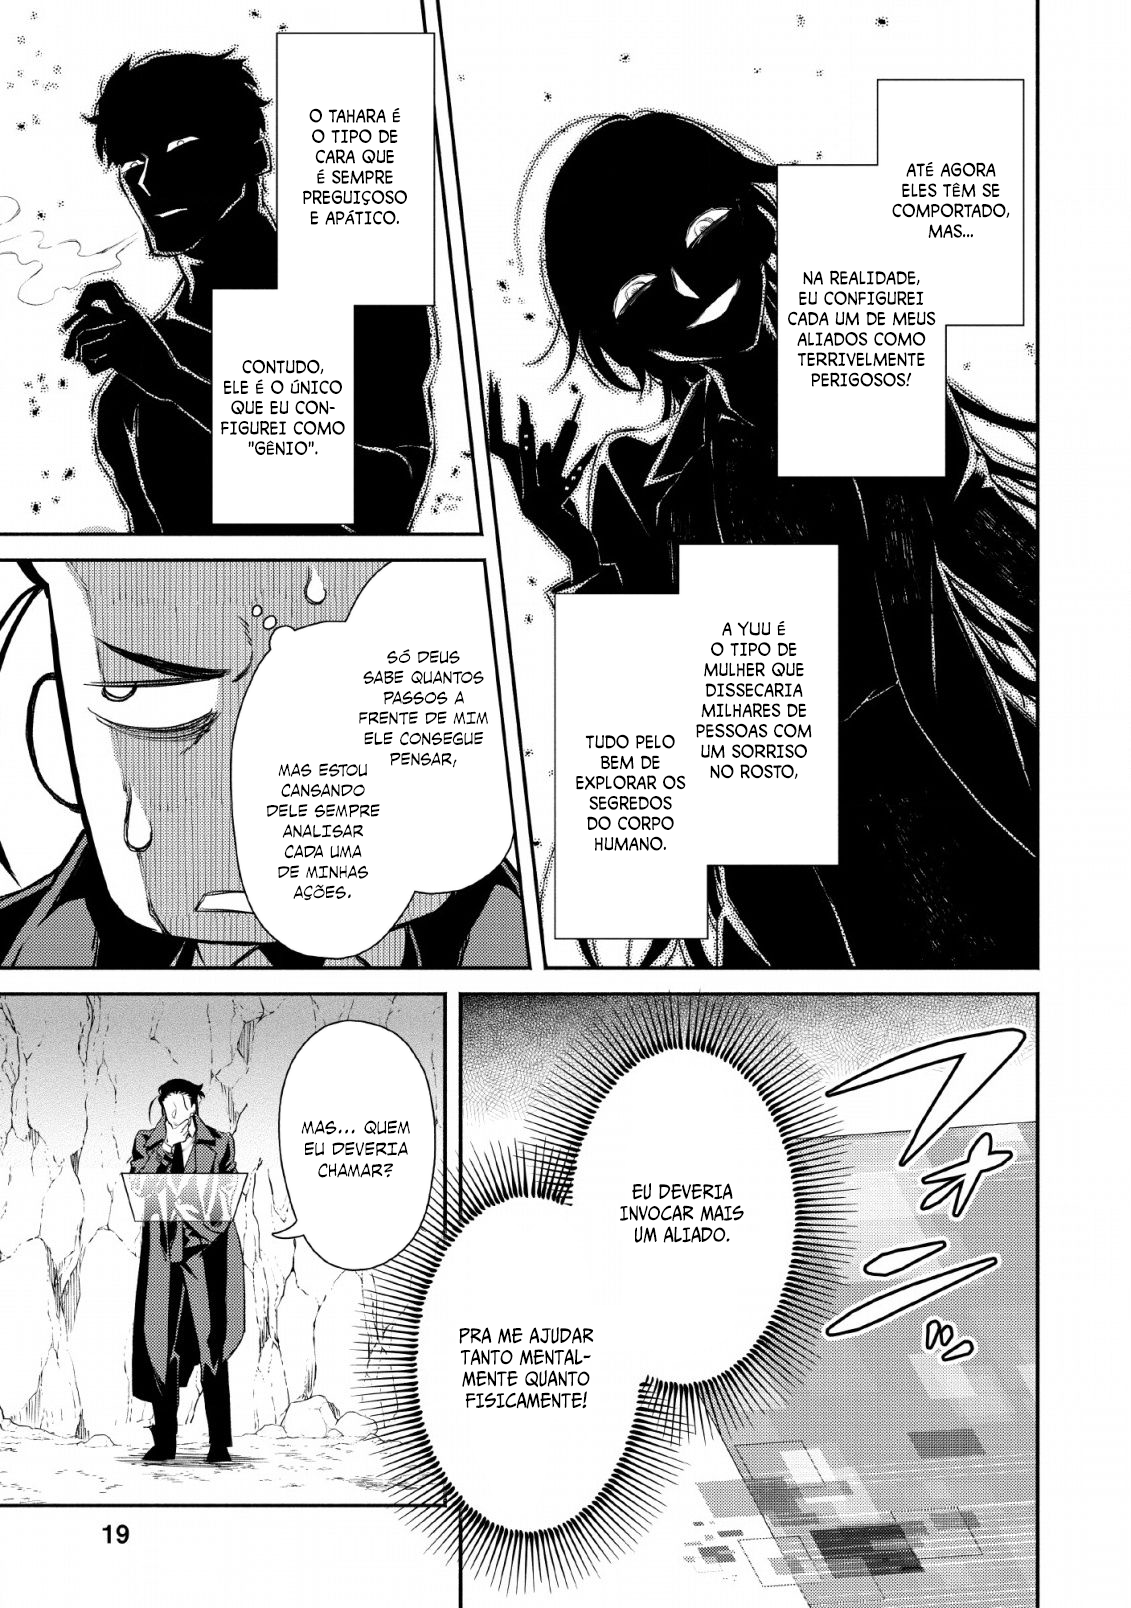 ATÉ AGORA
ELES TÊM SE
COMPORTADO,
MAS...
NA REALIDADE,
EU CONFIGUREI
CADA UM DE MEUS
ALIADOS COMO
TERRIVELMENTE
PERIGOSOS!
A YUU É
O TIPO DE
MULHER QUE
DISSECARIA
MILHARES DE
PESSOAS COM
UM SORRISO
NO ROSTO,
TUDO PELO
BEM DE
EXPLORAR OS
SEGREDOS
DO CORPO
HUMANO.
O TAHARA É
O TIPO DE
CARA QUE
É SEMPRE
PREGUIÇOSO
E APÁTICO.
CONTUDO,
ELE É O ÚNICO
QUE EU CON-
FIGUREI COMO
"GÊNIO".
SÓ DEUS
SABE QUANTOS
PASSOS A
FRENTE DE MIM
ELE CONSEGUE
PENSAR,
MAS ESTOU
CANSANDO
DELE SEMPRE
ANALISAR
CADA UMA
DE MINHAS
AÇÕES.
EU DEVERIA
INVOCAR MAIS
UM ALIADO.
PRA ME AJUDAR
TANTO MENTAL-
MENTE QUANTO
FISICAMENTE!
ヴォン
MAS... QUEM
EU DEVERIA
CHAMAR?
19